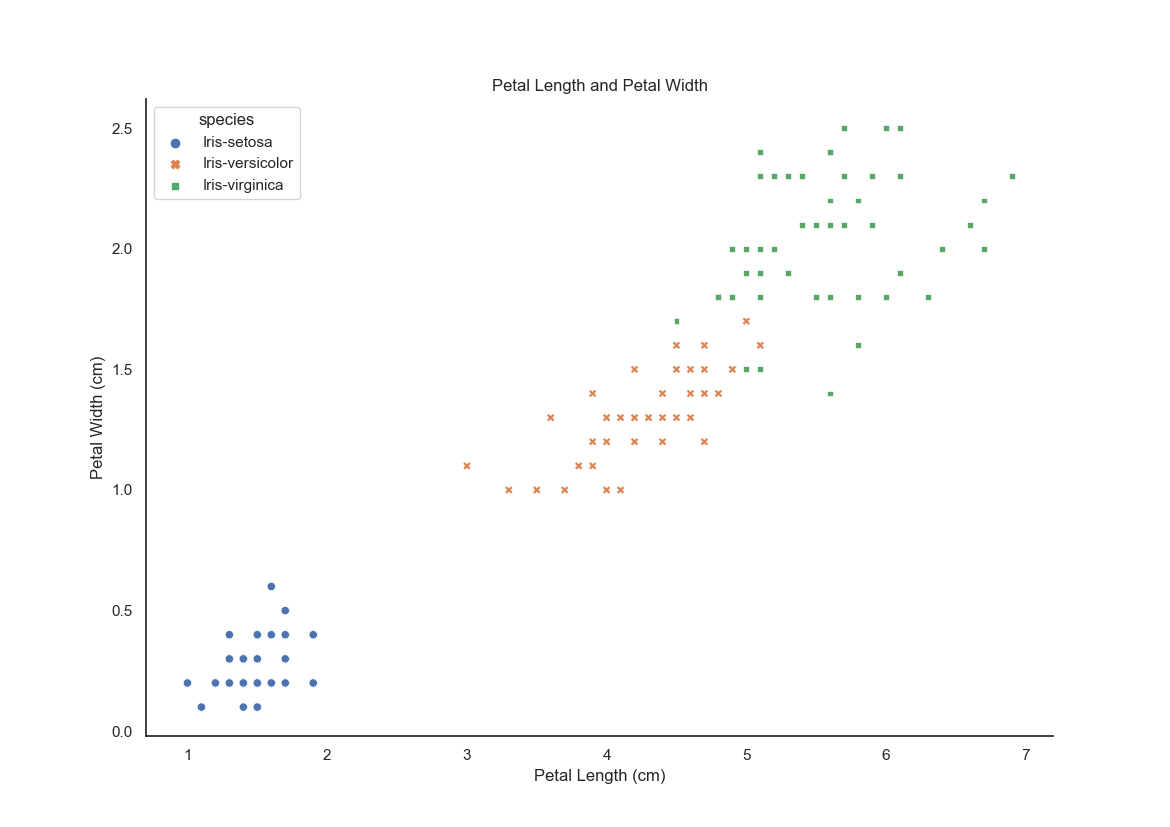 Petal Length and Petal Width
species
Iris-setosa
Iris-versicolor
Iris-virginica
Petal Width (cm)
2.5
2.0
1.5
1.0
0.5
0.0
1 2 3 4 5 6 7
Petal Length (cm)